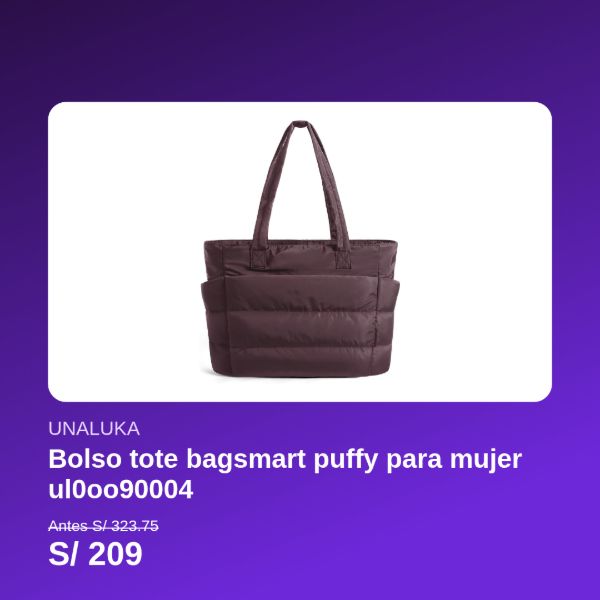 UNALUKA
Bolso tote bagsmart puffy para mujer
ul0oo90004
Antes S/ 323.75
S/ 209